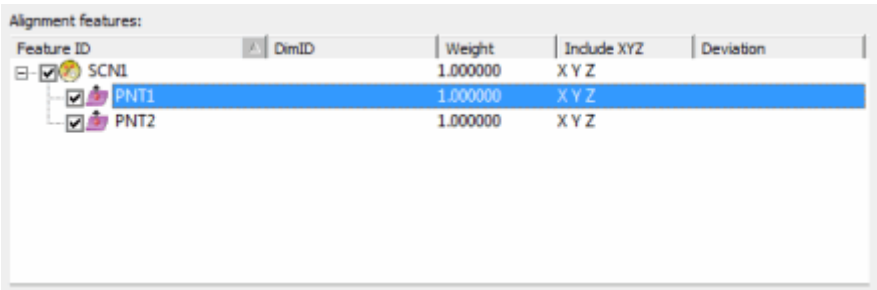 Alignment features:
Feature ID DimID Weight Include XYZ Deviation
SCN1 1.000000 X Y Z
PNT1 1.000000 X Y Z
PNT2 1.000000 X Y Z